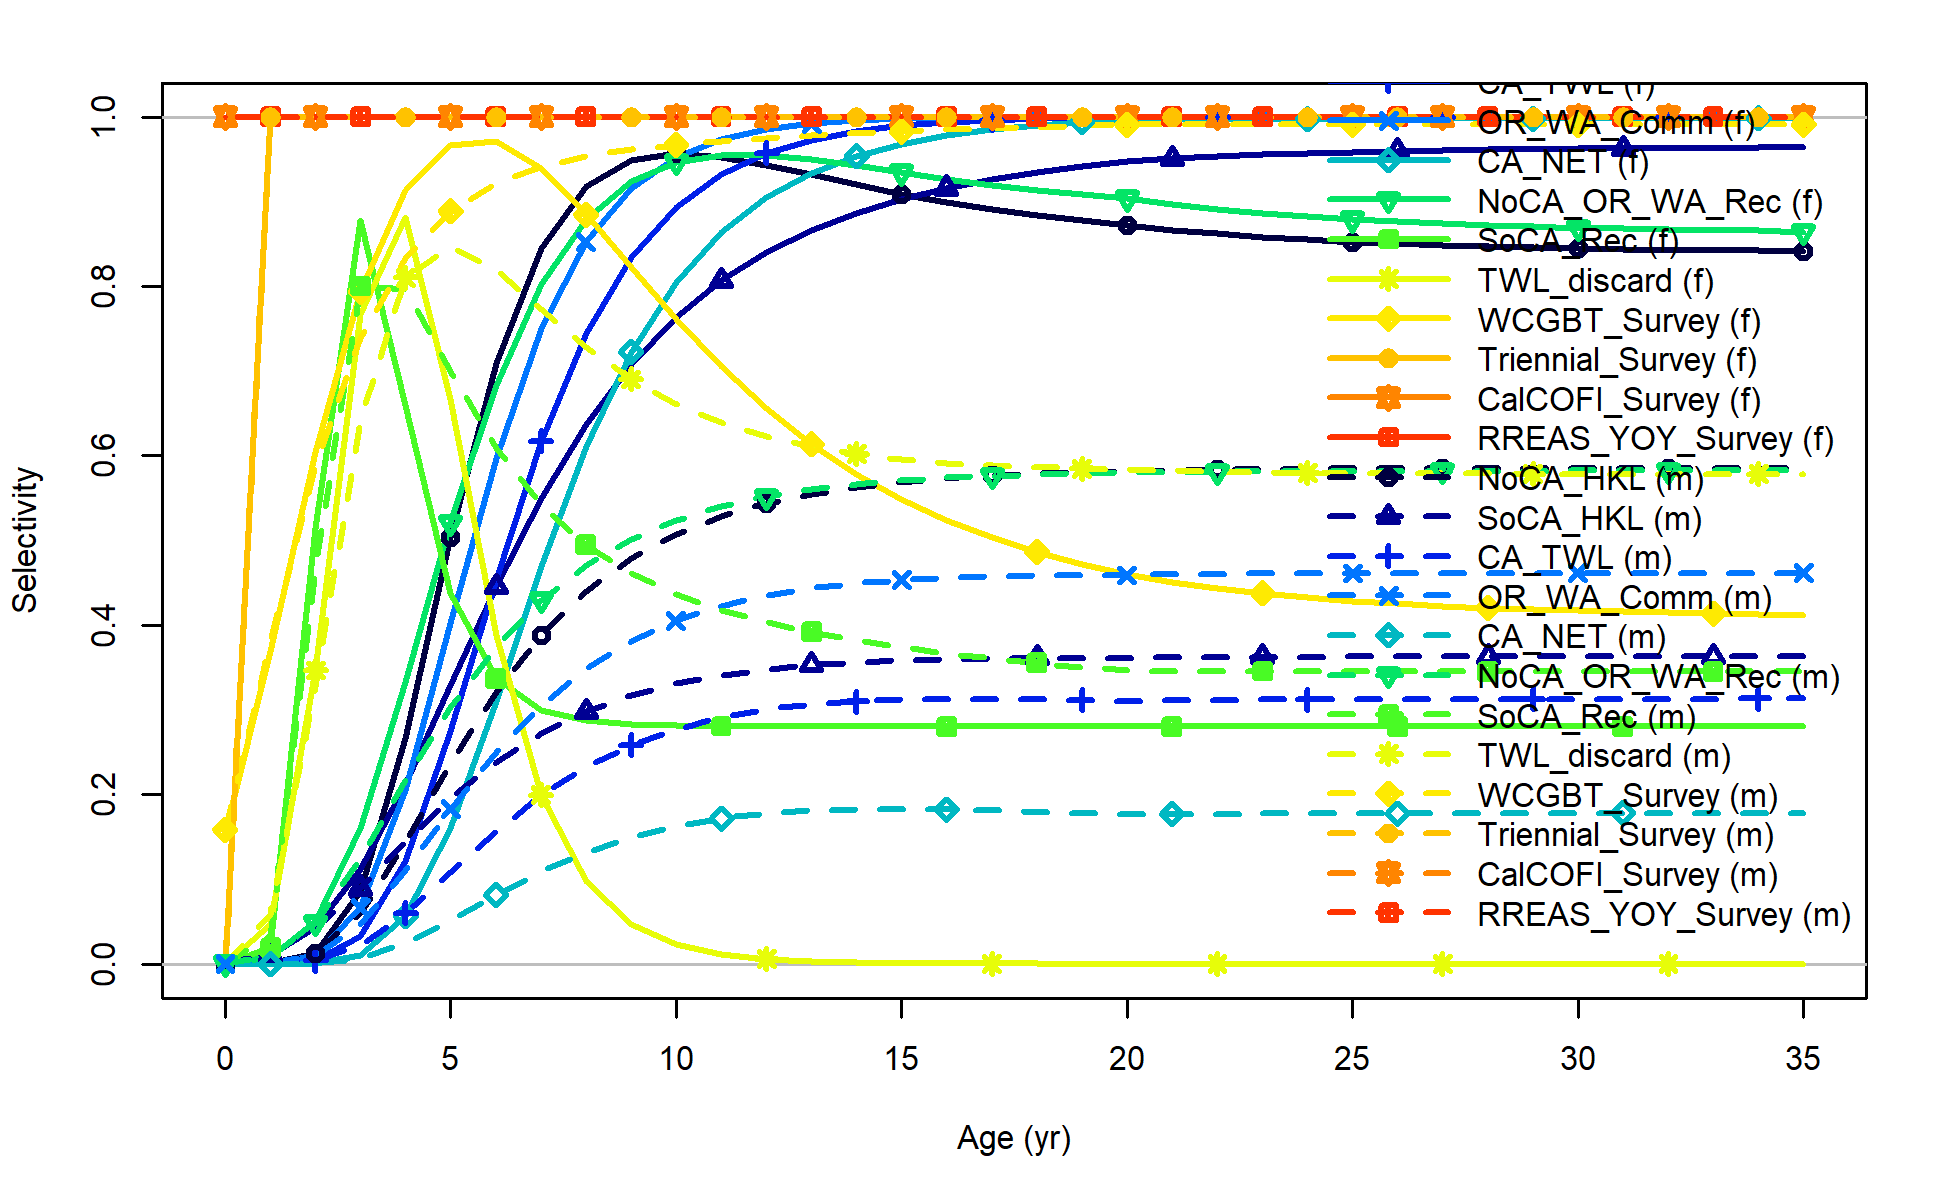 CA_TWL (f)
OR_WA_Comm (f)
CA_NET (f)
NoCA_OR_WA_Rec (f)
SoCA_Rec (f)
TWL_discard (f)
WCGBT_Survey (f)
Triennial_Survey (f)
CalCOFI_Survey (f)
RREAS_YOY_Survey (f)
NoCA_HKL (m)
SoCA_HKL (m)
CA_TWL (m)
OR_WA_Comm (m)
CA_NET (m)
NoCA_OR_WA_Rec (m)
SoCA_Rec (m)
TWL_discard (m)
WCGBT_Survey (m)
Triennial_Survey (m)
CalCOFI_Survey (m)
RREAS_YOY_Survey (m)
Selectivity
1.0
0.8
0.6
0.4
0.2
0.0
0 5 10 15 20 25 30 35
Age (yr)